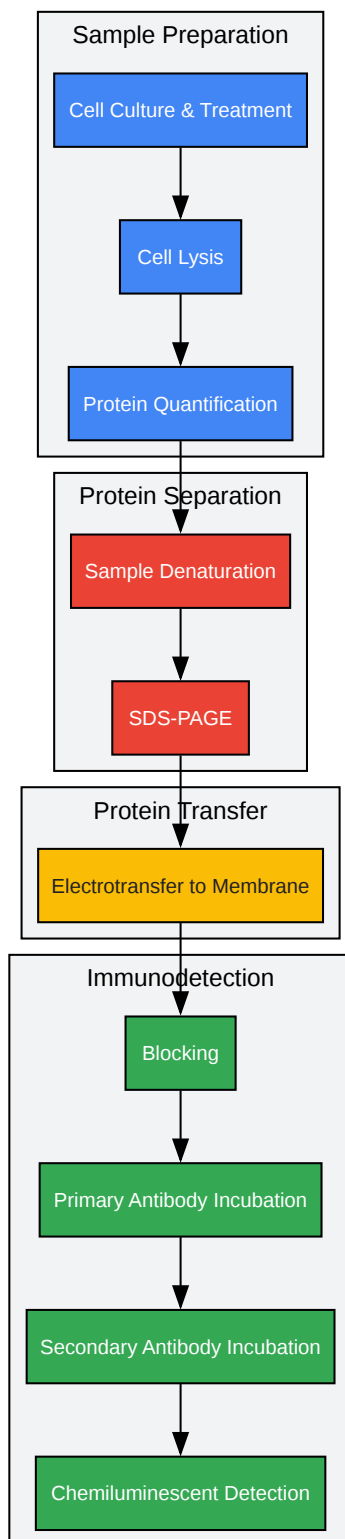 Sample Preparation
Cell Culture & Treatment
Cell Lysis
Protein Quantification
Protein Separation
Sample Denaturation
SDS-PAGE
Protein Transfer
Electrotransfer to Membrane
Immunodetection
Blocking
Primary Antibody Incubation
Secondary Antibody Incubation
Chemiluminescent Detection